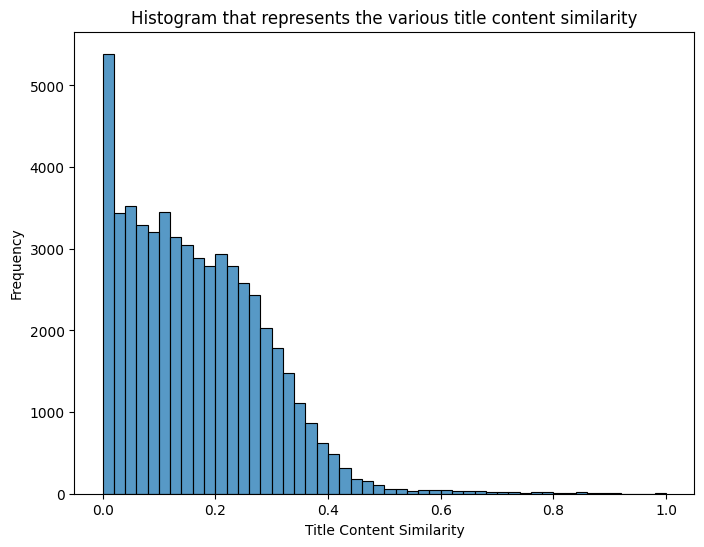 Histogram that represents the various title content similarity
5000
4000
3000
2000
1000
0
Frequency
0.0 0.2 0.4 0.6 0.8 1.0
Title Content Similarity